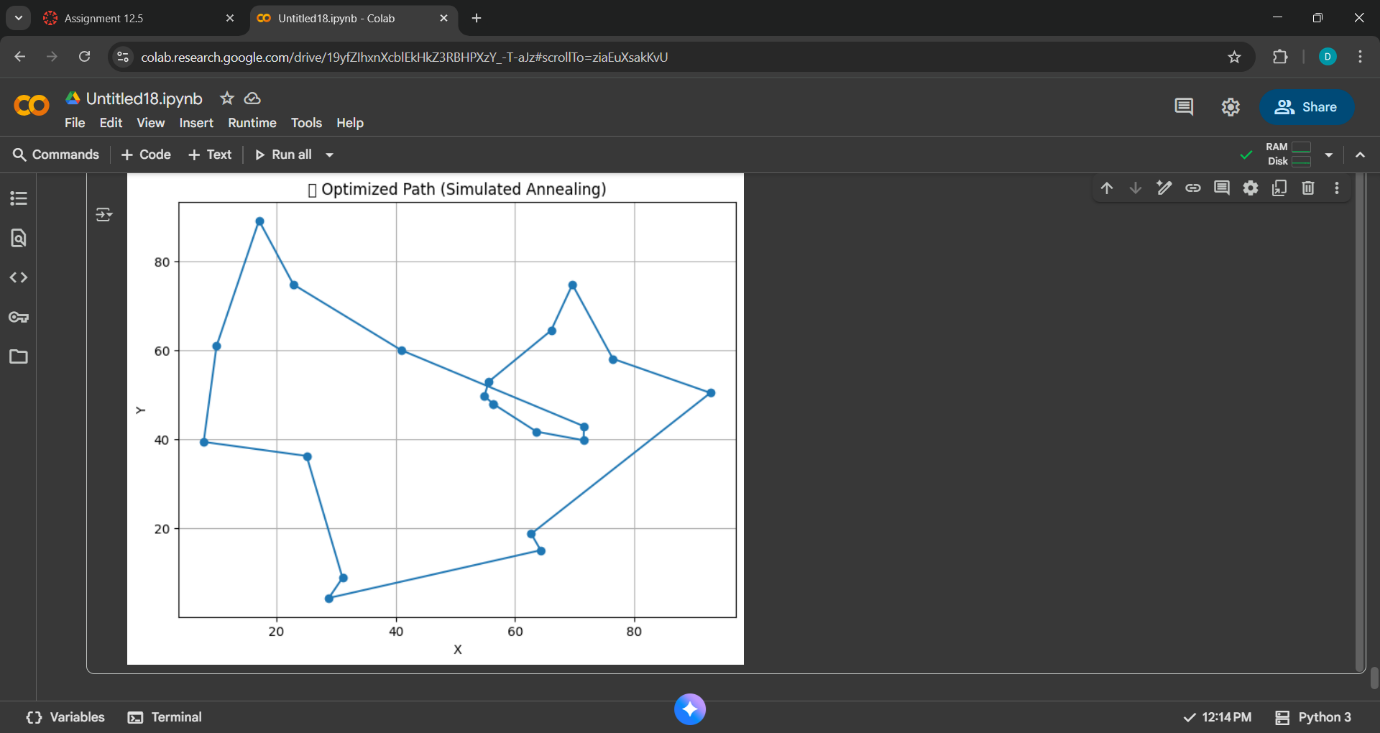 Assignment 12.5
Untitled18.ipynb - Colab
colab.research.google.com/drive/19yfZlhxnXcblEkHkZ3RBHPXzY_-T-aJz#scrollTo=ziaEuXsakKvU
D
Untitled18.ipynb
File Edit View Insert Runtime Tools Help
Share
Commands + Code + Text Run all
RAM
Disk
▯ Optimized Path (Simulated Annealing)
80
60
40
20
Y
20 40 60 80
X
Variables Terminal
12:14 PM Python 3